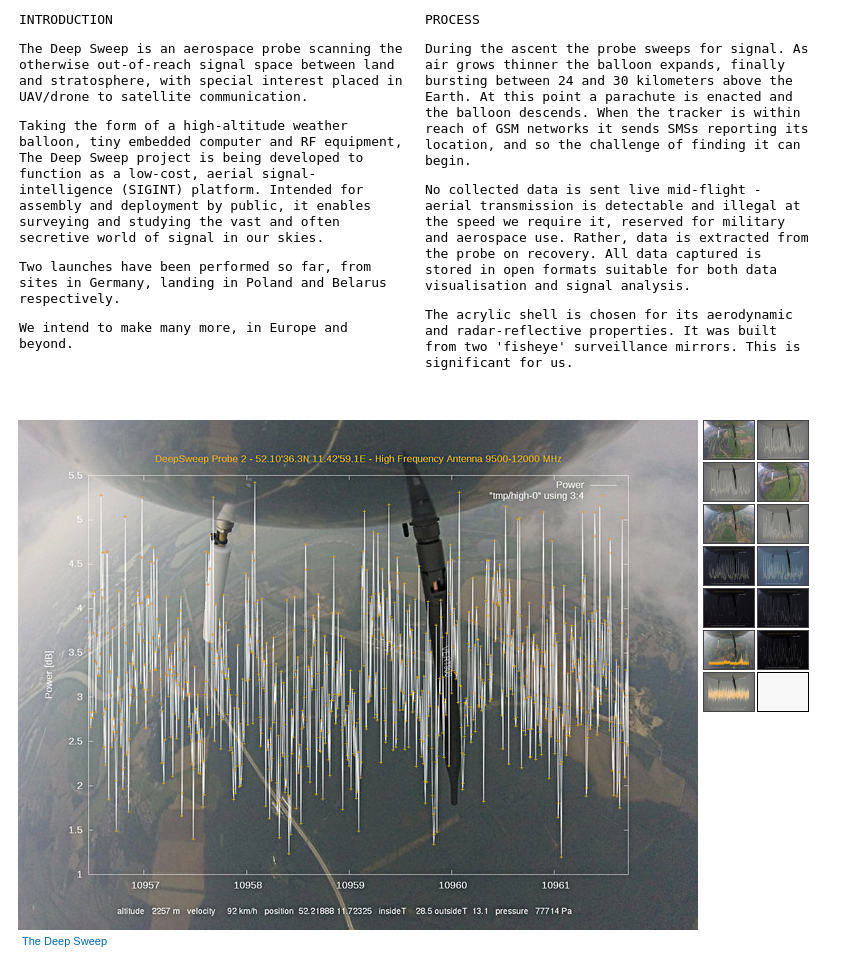 INTRODUCTION
The Deep Sweep is an aerospace probe scanning the
otherwise out-of-reach signal space between land
and stratosphere, with special interest placed in
UAV/drone to satellite communication.
Taking the form of a high-altitude weather
balloon, tiny embedded computer and RF equipment,
The Deep Sweep project is being developed to
function as a low-cost, aerial signal-
intelligence (SIGINT) platform. Intended for
assembly and deployment by public, it enables
surveying and studying the vast and often
secretive world of signal in our skies.
Two launches have been performed so far, from
sites in Germany, landing in Poland and Belarus
respectively.
We intend to make many more, in Europe and
beyond.
PROCESS
During the ascent the probe sweeps for signal. As
air grows thinner the balloon expands, finally
bursting between 24 and 30 kilometers above the
Earth. At this point a parachute is enacted and
the balloon descends. When the tracker is within
reach of GSM networks it sends SMSs reporting its
location, and so the challenge of finding it can
begin.
No collected data is sent live mid-flight -
aerial transmission is detectable and illegal at
the speed we require it, reserved for military
and aerospace use. Rather, data is extracted from
the probe on recovery. All data captured is
stored in open formats suitable for both data
visualisation and signal analysis.
The acrylic shell is chosen for its aerodynamic
and radar-reflective properties. It was built
from two 'fisheye' surveillance mirrors. This is
significant for us.
DeepSweep Probe 2 - 52.10'36.3N 11.42'59.1E - High Frequency Antenna 9500-12000 MHz
Power
"tmp/high-0" using 3:4
5.5
5
4.5
4
3.5
3
2.5
2
1.5
1
Power [dB]
10957 10958 10959 10960 10961
altitude 2257 m velocity 92 km/h position 52.21888 11.72325 insideT 28.5 outsideT 13.1 pressure 77714 Pa
The Deep Sweep